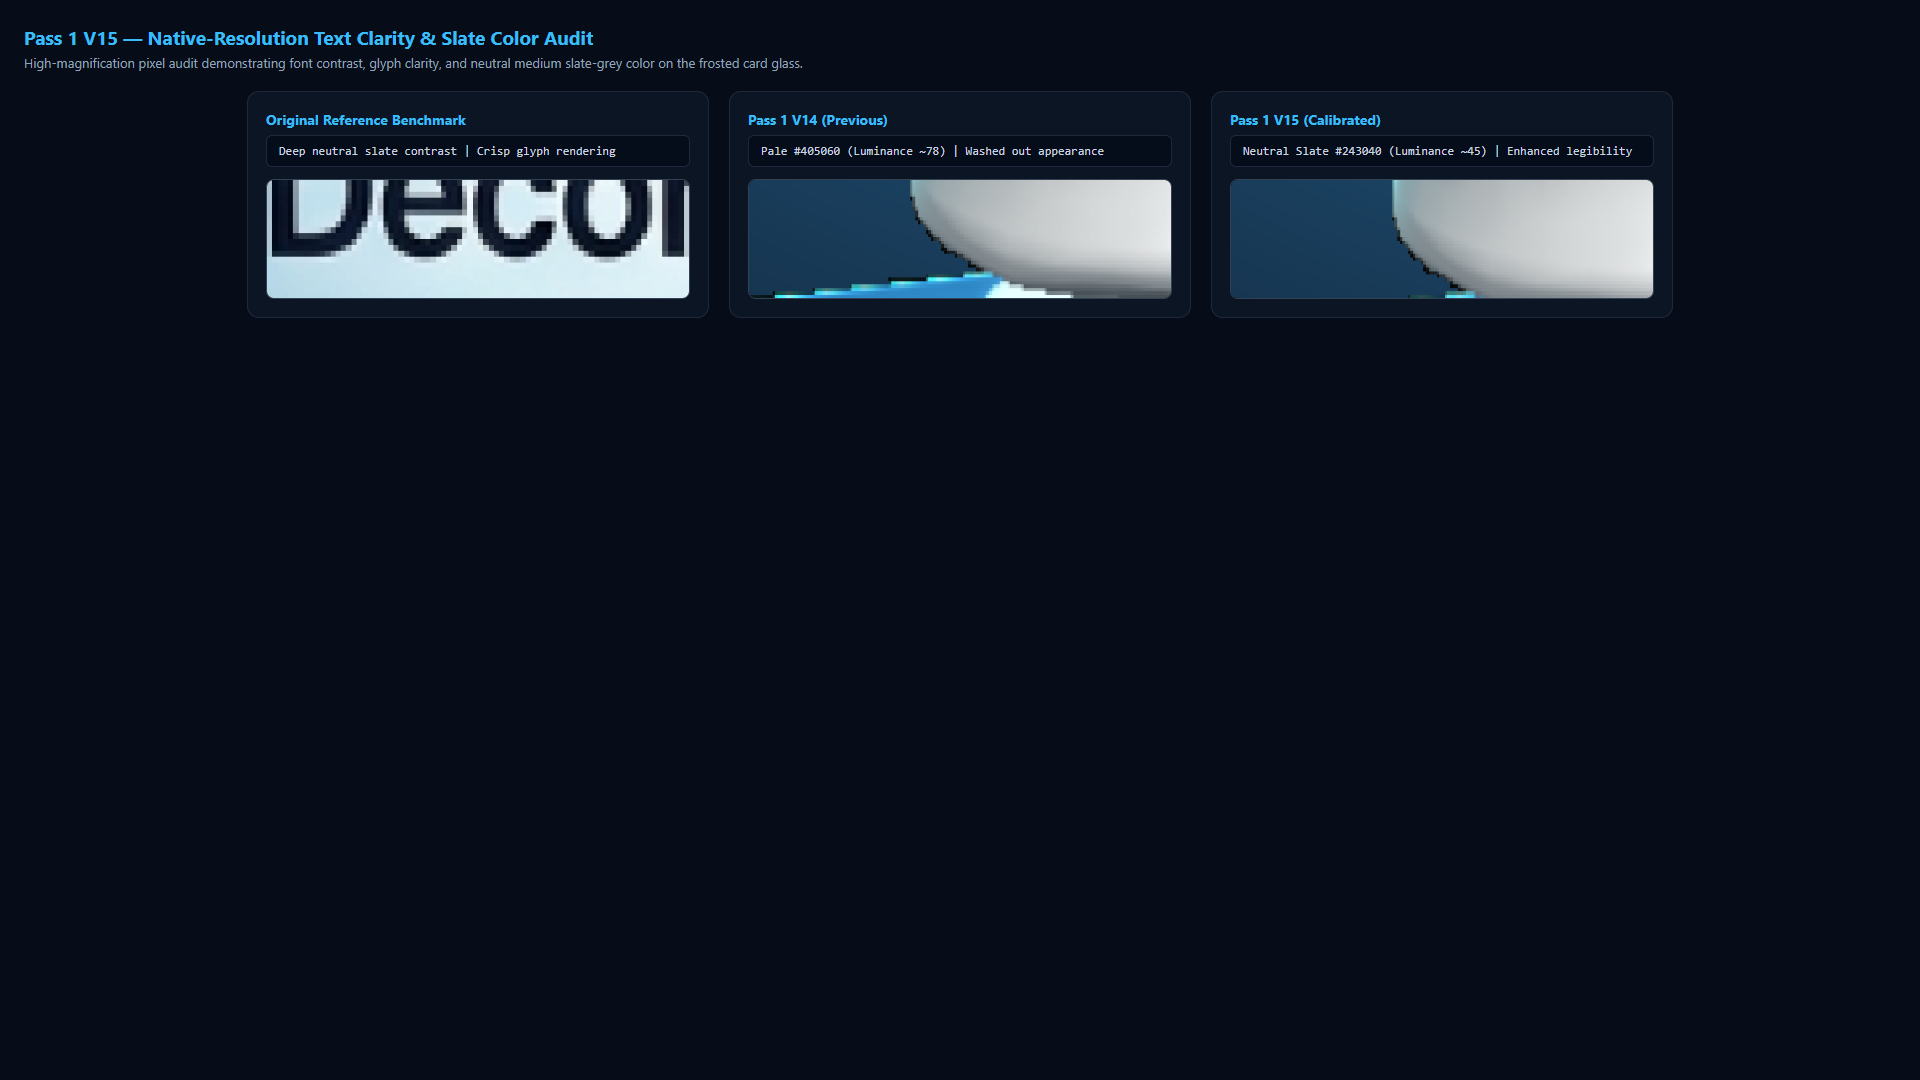 Pass 1 V15 — Native-Resolution Text Clarity & Slate Color Audit
High-magnification pixel audit demonstrating font contrast, glyph clarity, and neutral medium slate-grey color on the frosted card glass.
Original Reference Benchmark
Deep neutral slate contrast | Crisp glyph rendering
Decor
Pass 1 V14 (Previous)
Pale #405060 (Luminance ~78) | Washed out appearance
Pass 1 V15 (Calibrated)
Neutral Slate #243040 (Luminance ~45) | Enhanced legibility